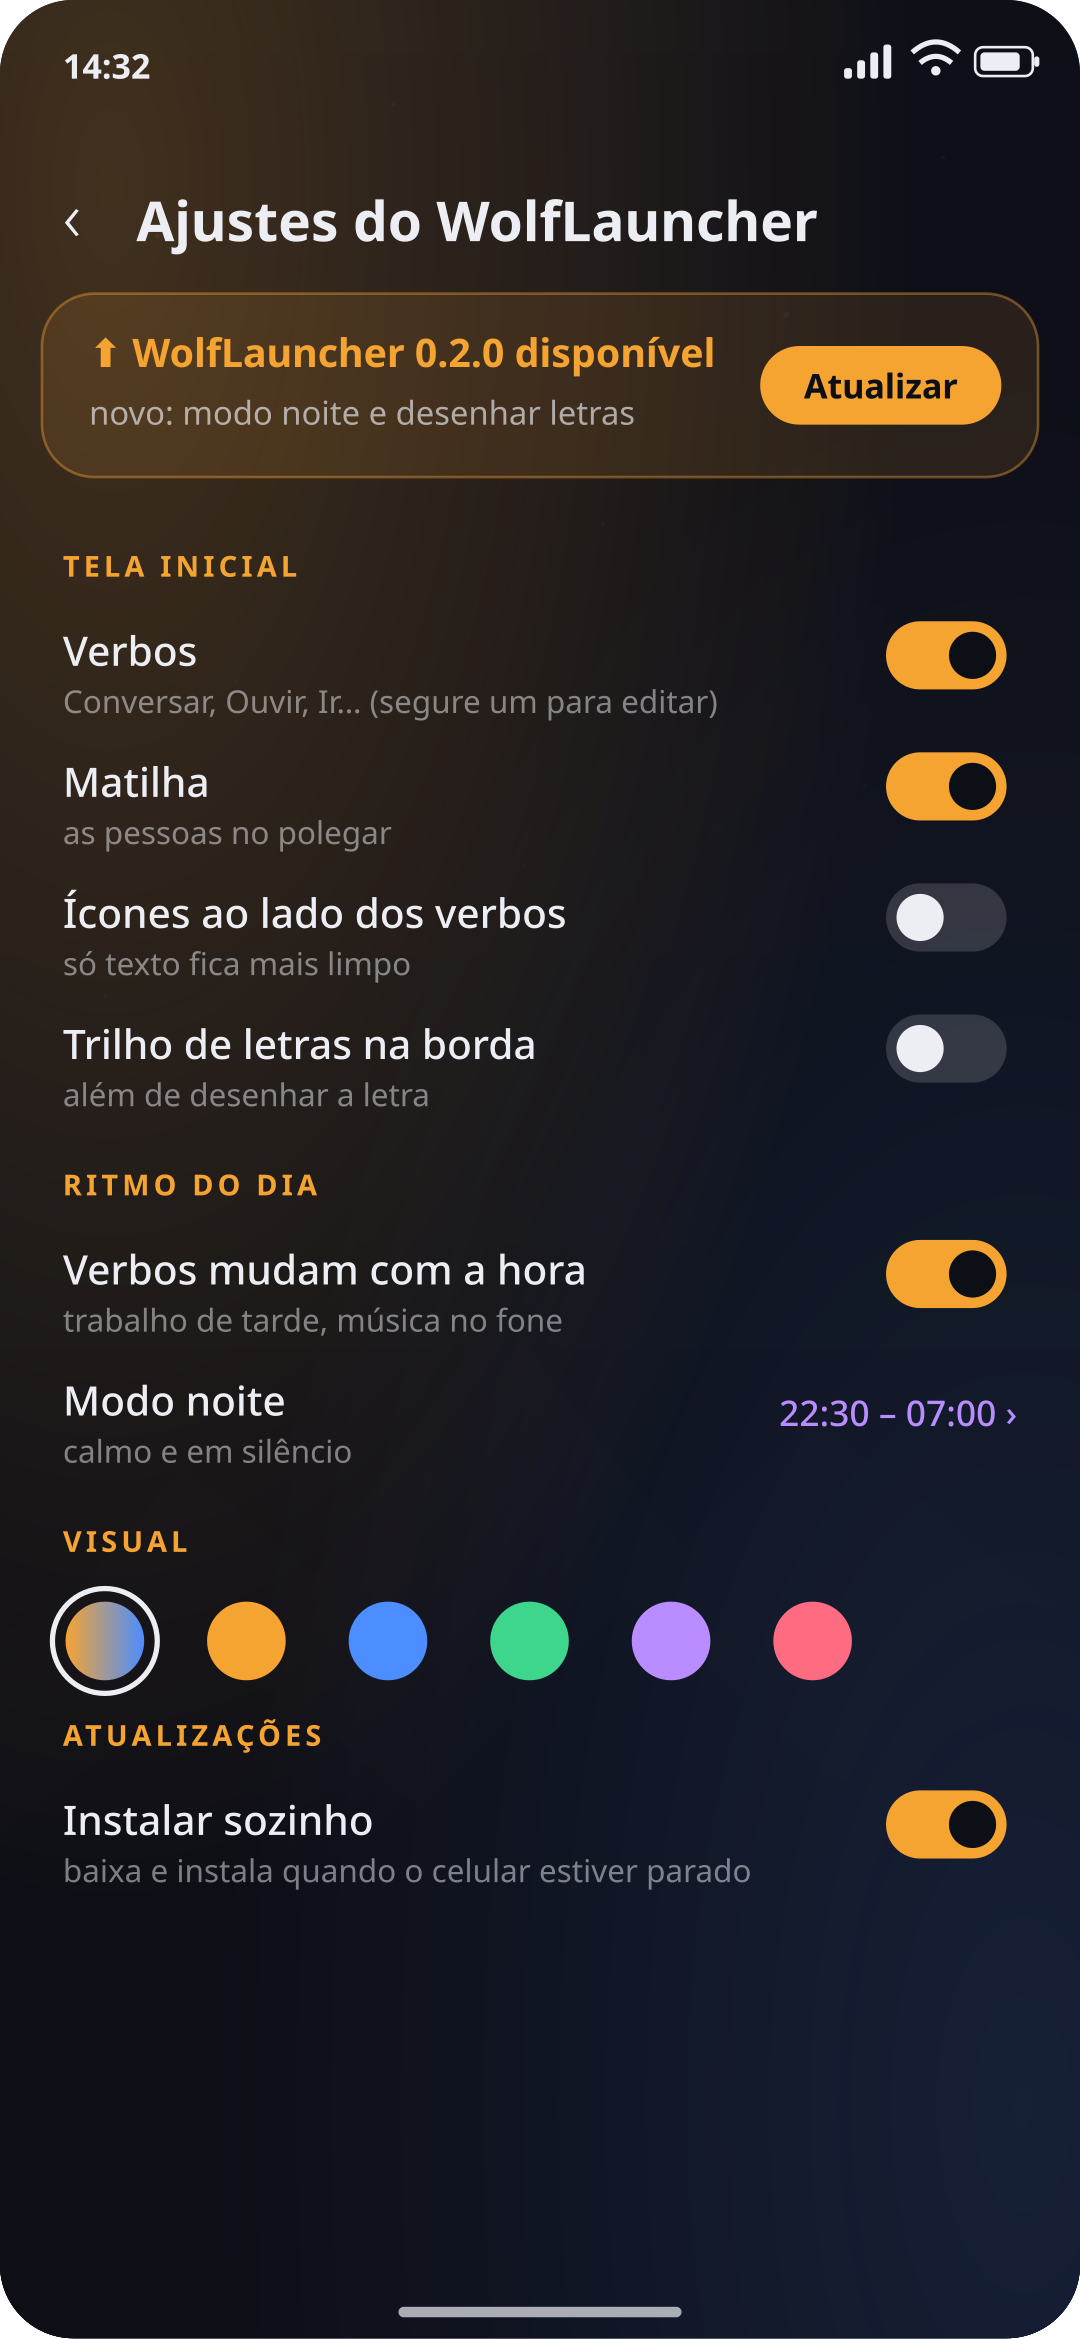 14:32
‹ Ajustes do WolfLauncher
⬆ WolfLauncher 0.2.0 disponível
novo: modo noite e desenhar letras
Atualizar
TELA INICIAL
Verbos
Conversar, Ouvir, Ir... (segure um para editar)
Matilha
as pessoas no polegar
Ícones ao lado dos verbos
só texto fica mais limpo
Trilho de letras na borda
além de desenhar a letra
RITMO DO DIA
Verbos mudam com a hora
trabalho de tarde, música no fone
Modo noite
22:30 – 07:00 ›
calmo e em silêncio
VISUAL
ATUALIZAÇÕES
Instalar sozinho
baixa e instala quando o celular estiver parado